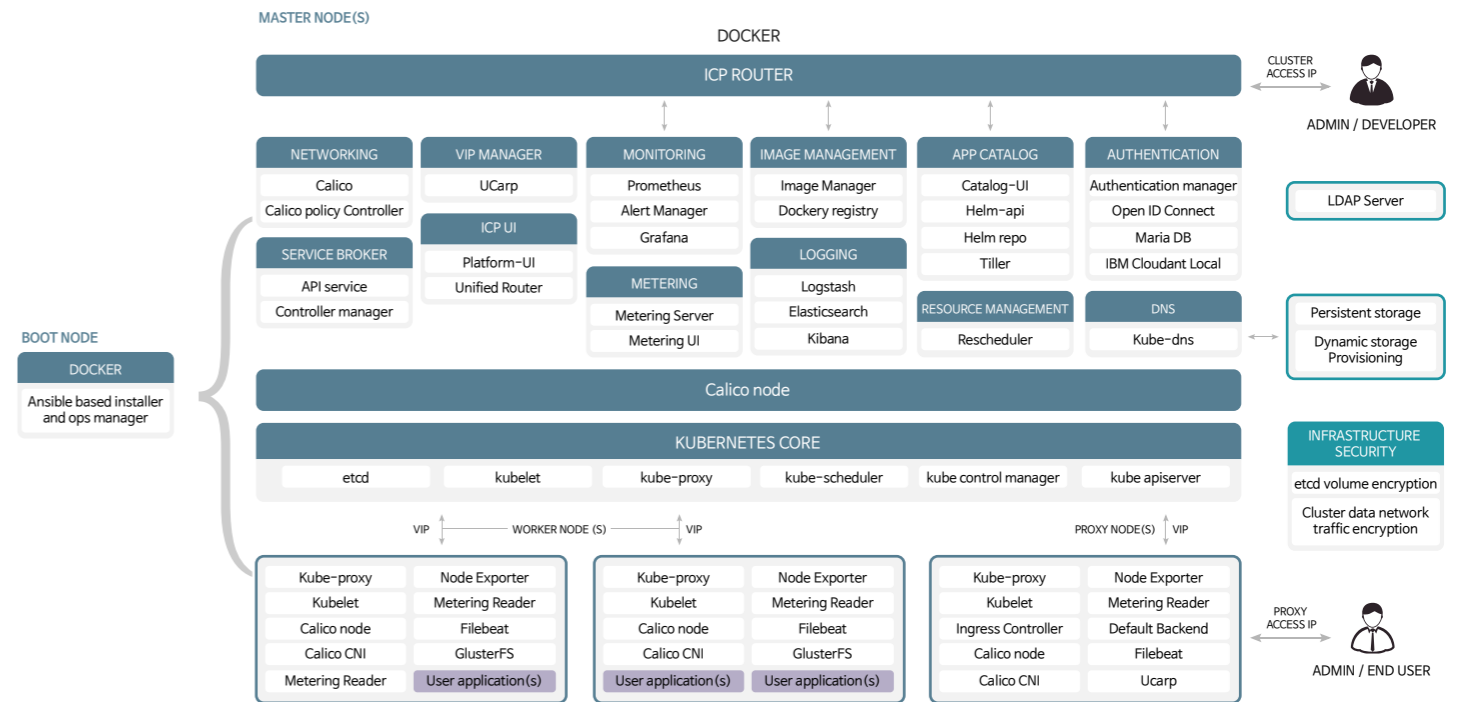 MASTER NODE(S)
DOCKER
ICP ROUTER
CLUSTER
ACCESS IP
ADMIN / DEVELOPER
NETWORKING
Calico
Calico policy Controller
SERVICE BROKER
API service
Controller manager
VIP MANAGER
UCarp
ICP UI
Platform-UI
Unified Router
MONITORING
Prometheus
Alert Manager
Grafana
METERING
Metering Server
Metering UI
IMAGE MANAGEMENT
Image Manager
Dockery registry
LOGGING
Logstash
Elasticsearch
Kibana
APP CATALOG
Catalog-UI
Helm-api
Helm repo
Tiller
RESOURCE MANAGEMENT
Rescheduler
AUTHENTICATION
Authentication manager
Open ID Connect
Maria DB
IBM Cloudant Local
DNS
Kube-dns
LDAP Server
Persistent storage
Dynamic storage
Provisioning
BOOT NODE
DOCKER
Ansible based installer
and ops manager
Calico node
KUBERNETES CORE
etcd
kubelet
kube-proxy
kube-scheduler
kube control manager
kube apiserver
INFRASTRUCTURE
SECURITY
etcd volume encryption
Cluster data network
traffic encryption
VIP
WORKER NODE (S)
VIP
PROXY NODE(S)
VIP
Kube-proxy
Kubelet
Calico node
Calico CNI
Metering Reader
Node Exporter
Metering Reader
Filebeat
GlusterFS
User application(s)
Kube-proxy
Kubelet
Calico node
Calico CNI
User application(s)
Node Exporter
Metering Reader
Filebeat
GlusterFS
User application(s)
Kube-proxy
Kubelet
Ingress Controller
Calico node
Calico CNI
Node Exporter
Metering Reader
Default Backend
Filebeat
Ucarp
PROXY
ACCESS IP
ADMIN / END USER